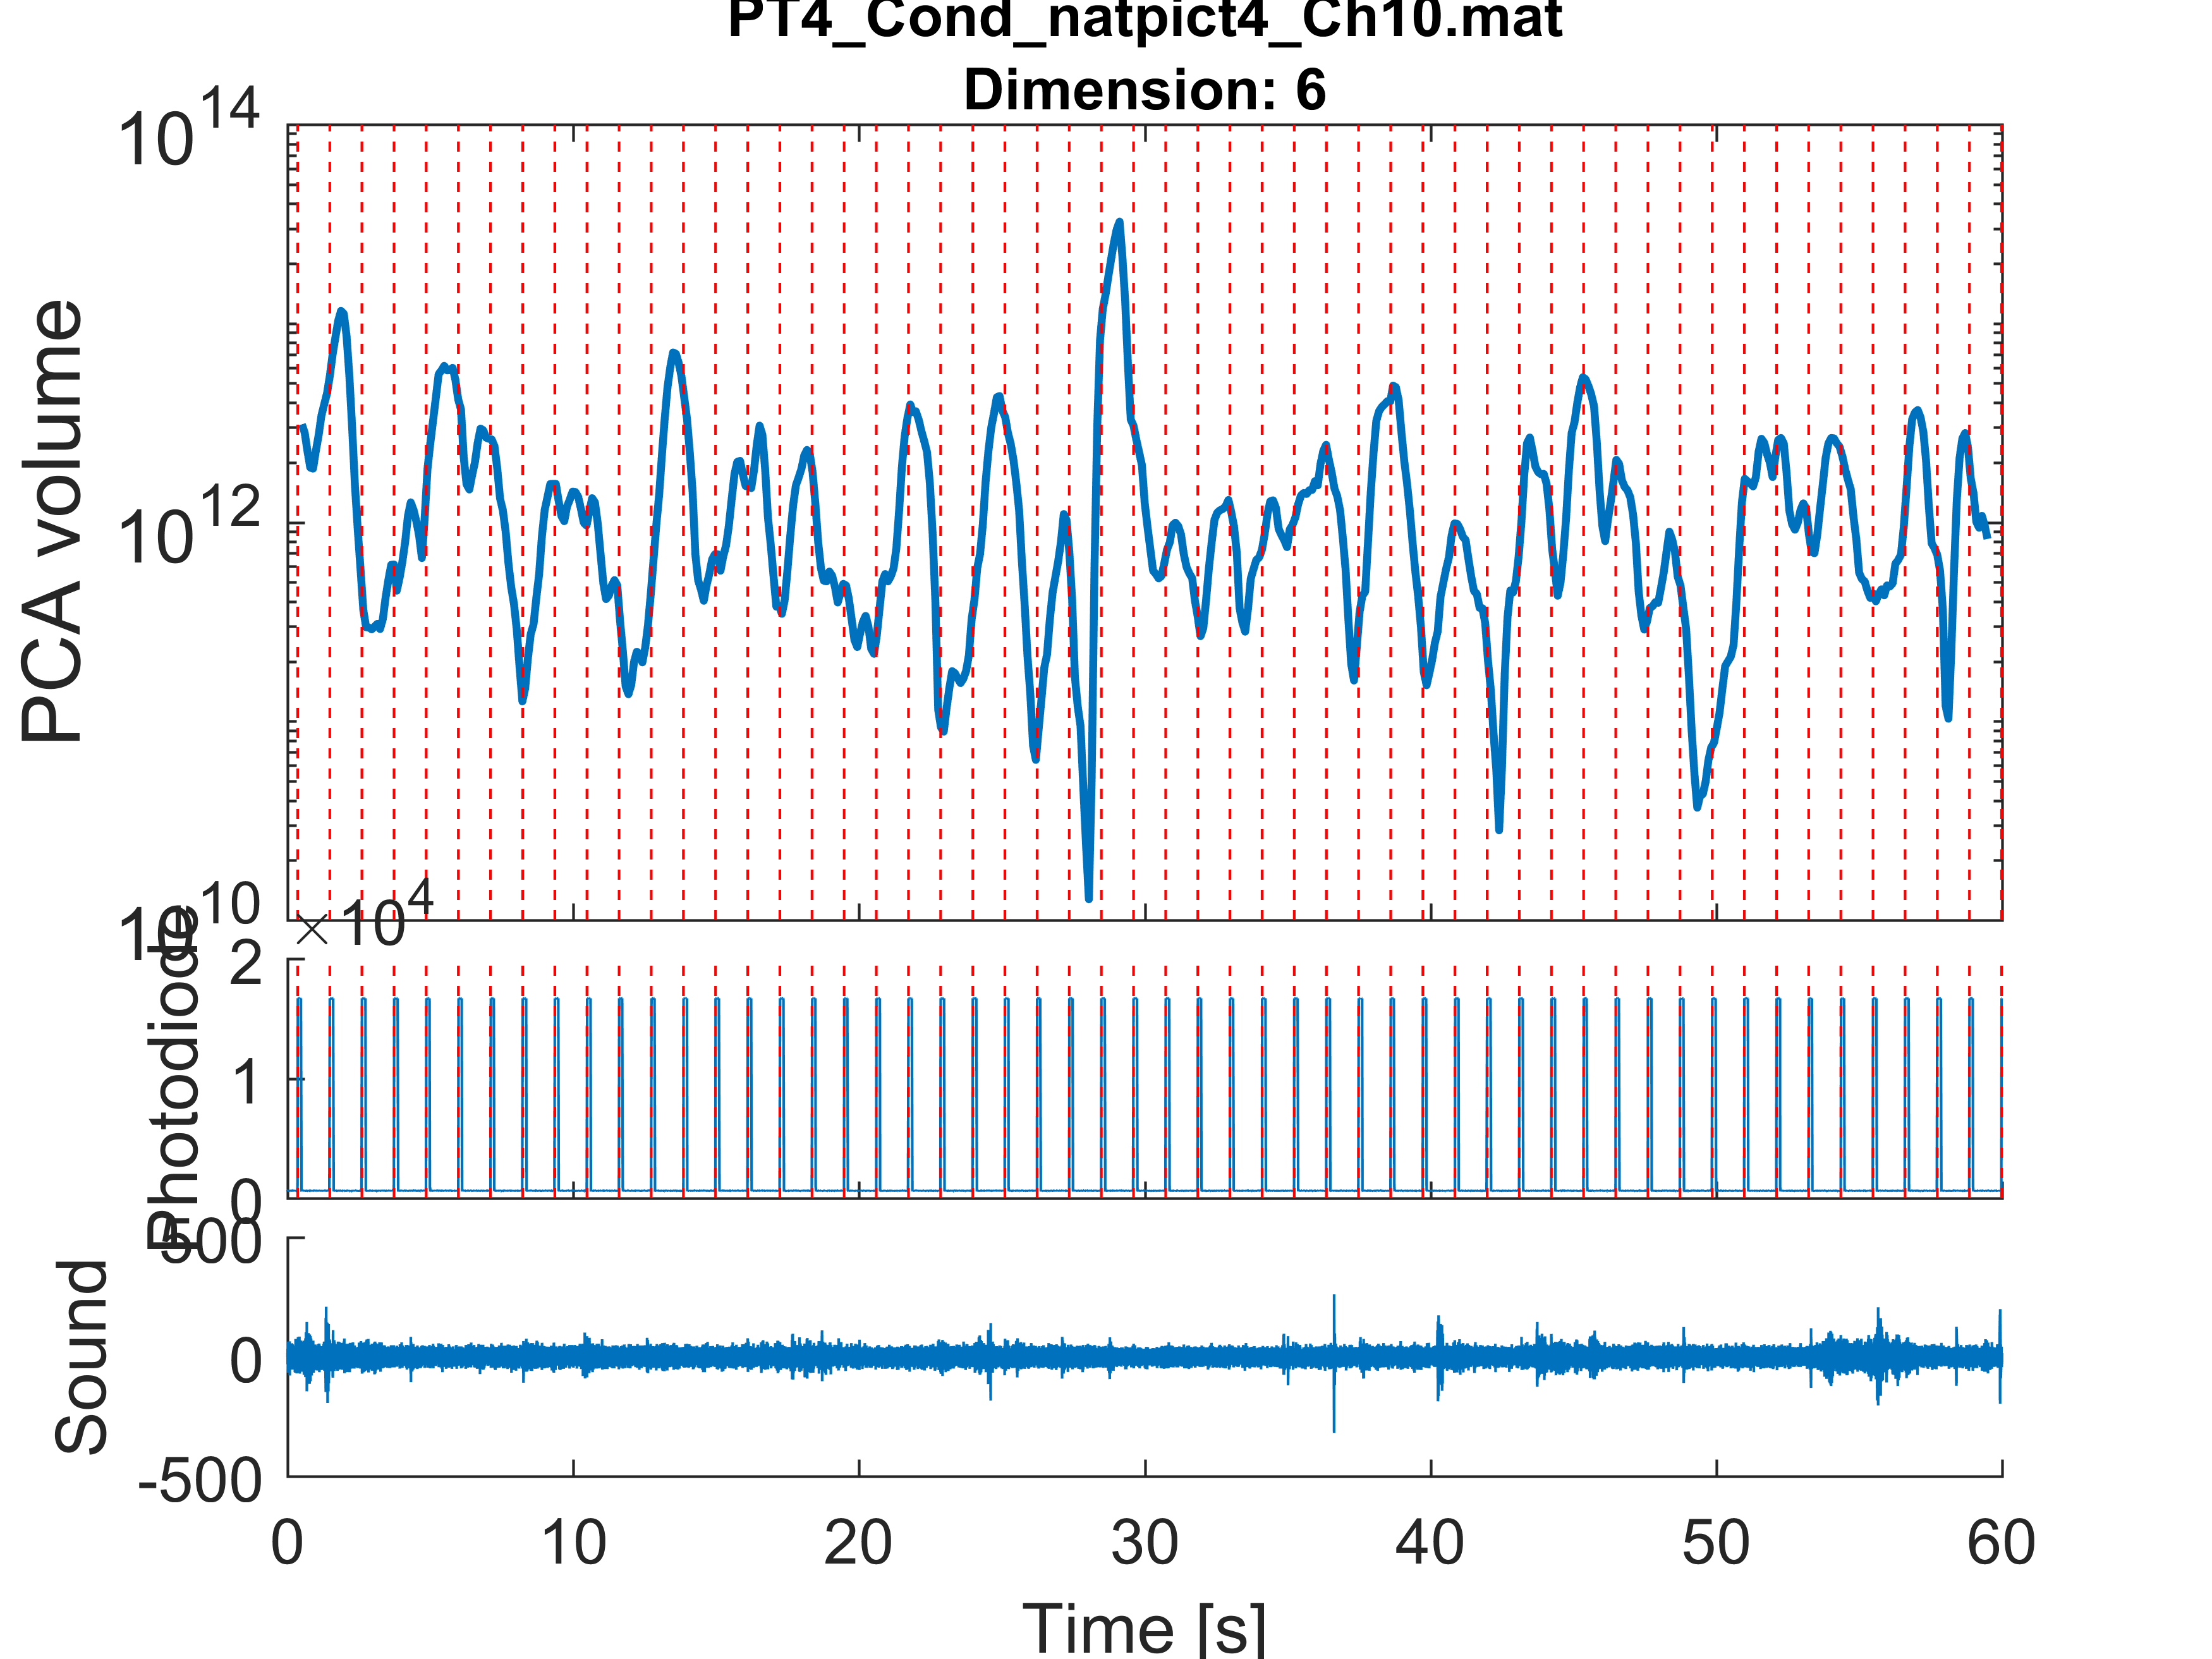 PT4_Cond_natpict4_Ch10.mat
Dimension: 6
PCA volume
10^14
10^12
10^10
×10^4
Photodiode
2
1
0
Sound
500
0
-500
0 10 20 30 40 50 60
Time [s]